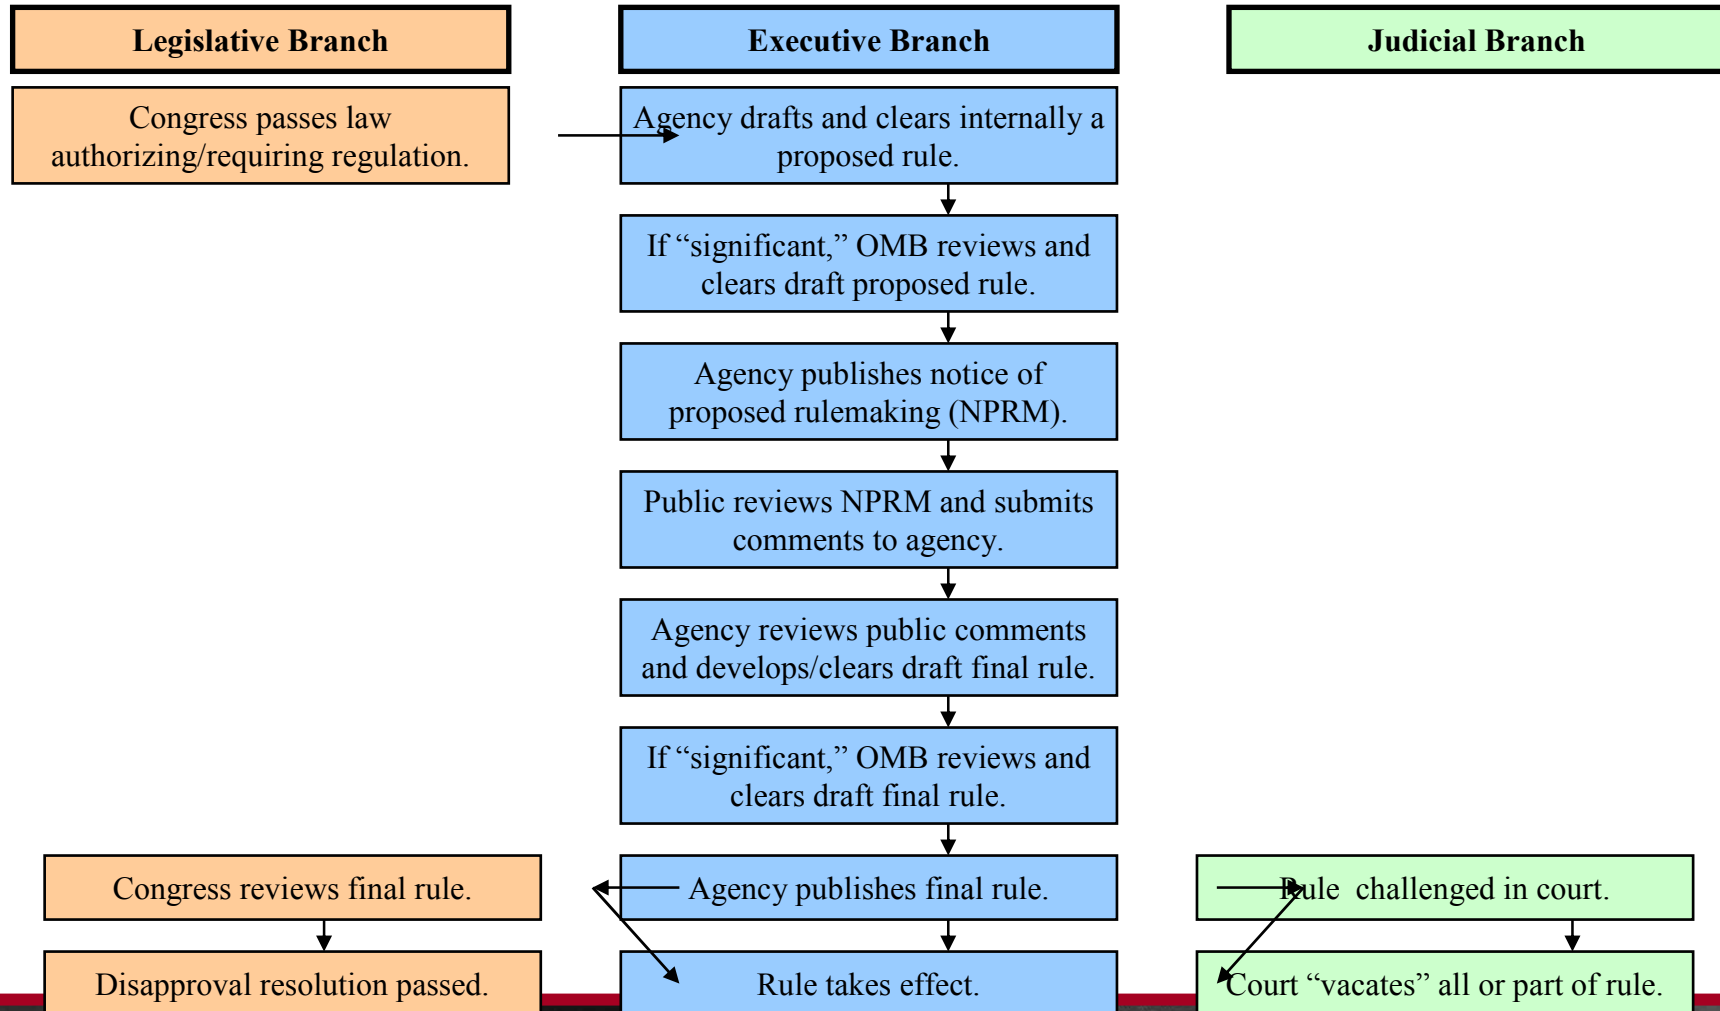 Legislative Branch
Executive Branch
Judicial Branch
Congress passes law
authorizing/requiring regulation.
Agency drafts and clears internally a
proposed rule.
If “significant,” OMB reviews and
clears draft proposed rule.
Agency publishes notice of
proposed rulemaking (NPRM).
Public reviews NPRM and submits
comments to agency.
Agency reviews public comments
and develops/clears draft final rule.
If “significant,” OMB reviews and
clears draft final rule.
Congress reviews final rule.
Agency publishes final rule.
Rule challenged in court.
Disapproval resolution passed.
Rule takes effect.
Court “vacates” all or part of rule.